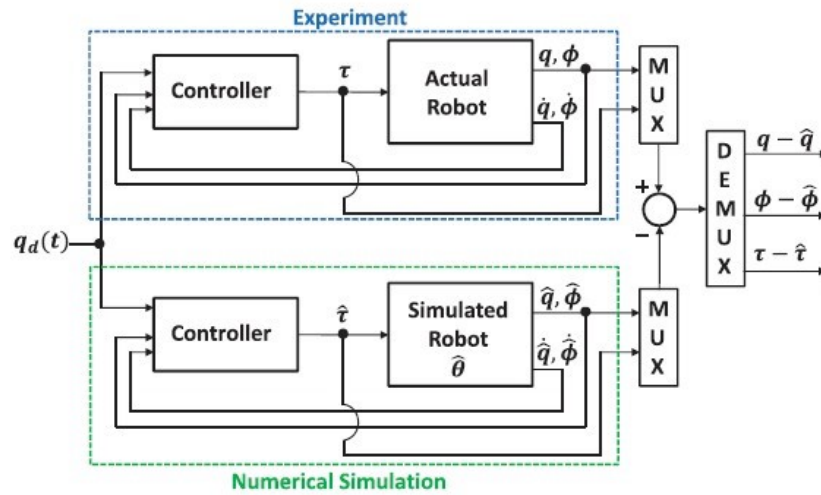 Experiment
Controller
τ
Actual
Robot
q, ϕ
q̇, ϕ̇
M
U
X
q_d(t)
+
−
D
E
M
U
X
q − q̂
ϕ − ϕ̂
τ − τ̂
Controller
τ̂
Simulated
Robot
θ̂
q̂, ϕ̂
q̂̇, ϕ̂̇
M
U
X
Numerical Simulation